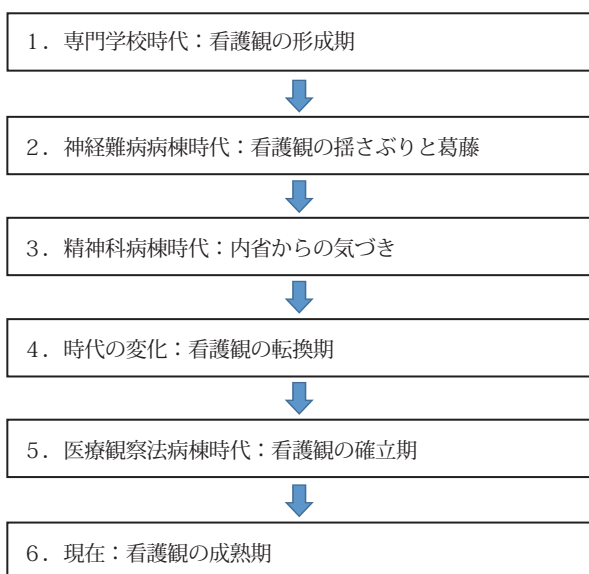 1．専門学校時代：看護観の形成期
2．神経難病病棟時代：看護観の揺さぶりと葛藤
3．精神科病棟時代：内省からの気づき
4．時代の変化：看護観の転換期
5．医療観察法病棟時代：看護観の確立期
6．現在：看護観の成熟期